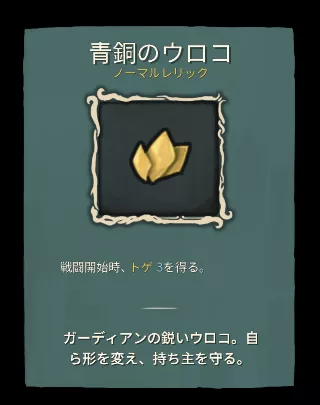 青銅のウロコ
ノーマルレリック
戦闘開始時、トゲ 3を得る。
ガーディアンの鋭いウロコ。自
ら形を変え、持ち主を守る。